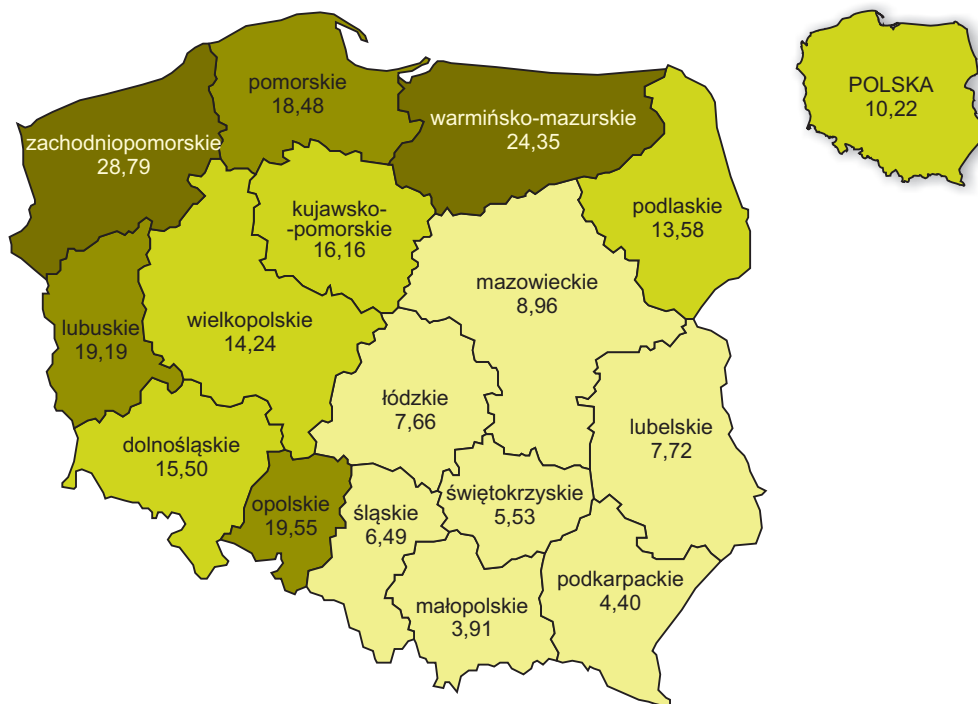 pomorskie
18,48
POLSKA
10,22
warmińsko-mazurskie
24,35
zachodniopomorskie
28,79
kujawsko-
-pomorskie
16,16
podlaskie
13,58
mazowieckie
8,96
lubuskie
19,19
wielkopolskie
14,24
łódzkie
7,66
lubelskie
7,72
dolnośląskie
15,50
opolskie
19,55
śląskie
6,49
świętokrzyskie
5,53
podkarpackie
4,40
małopolskie
3,91